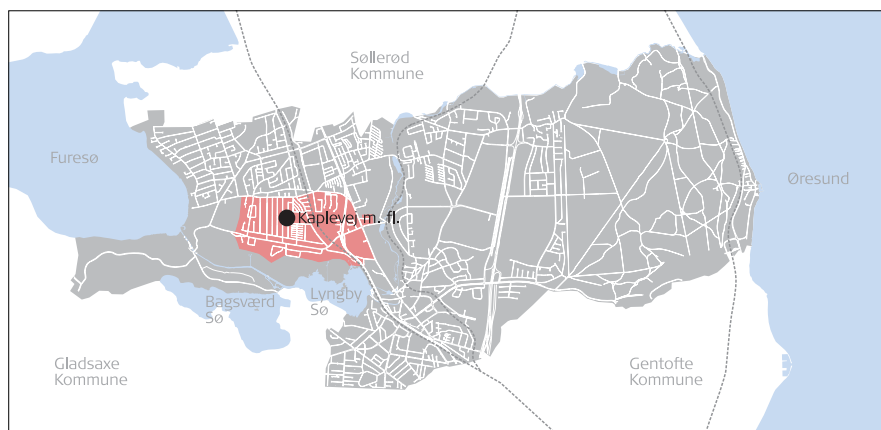 Søllerød
Kommune
Furesø
Øresund
Kaplevej m. fl.
Bagsværd
Sø
Lyngby
Sø
Gladsaxe
Kommune
Gentofte
Kommune